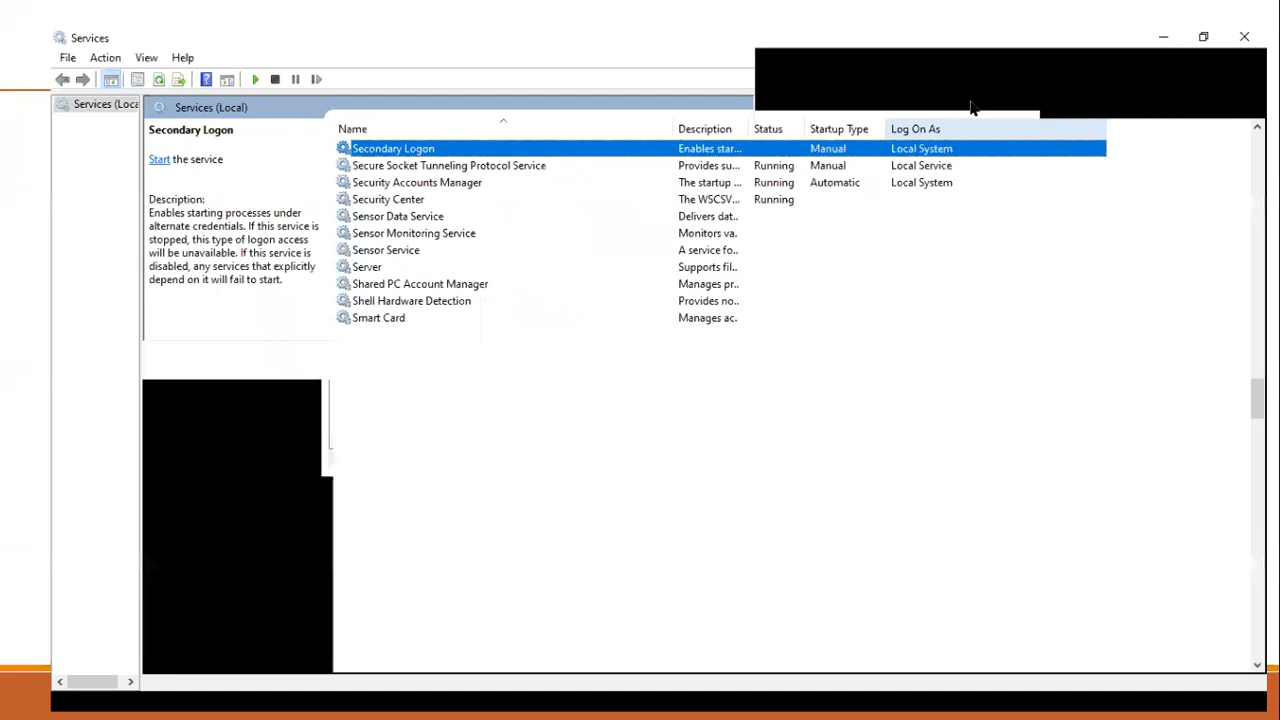 Services
File Action View Help
Services (Loca
Services (Local)
Secondary Logon
Start the service
Description:
Enables starting processes under
alternate credentials. If this service is
stopped, this type of logon access
will be unavailable. If this service is
disabled, any services that explicitly
depend on it will fail to start.
Name Description Status Startup Type Log On As
Secondary Logon Enables star... Manual Local System
Secure Socket Tunneling Protocol Service Provides su... Running Manual Local Service
Security Accounts Manager The startup ... Running Automatic Local System
Security Center The WSCSV... Running
Sensor Data Service Delivers dat..
Sensor Monitoring Service Monitors va.
Sensor Service A service fo..
Server Supports fil..
Shared PC Account Manager Manages pr..
Shell Hardware Detection Provides no..
Smart Card Manages ac.